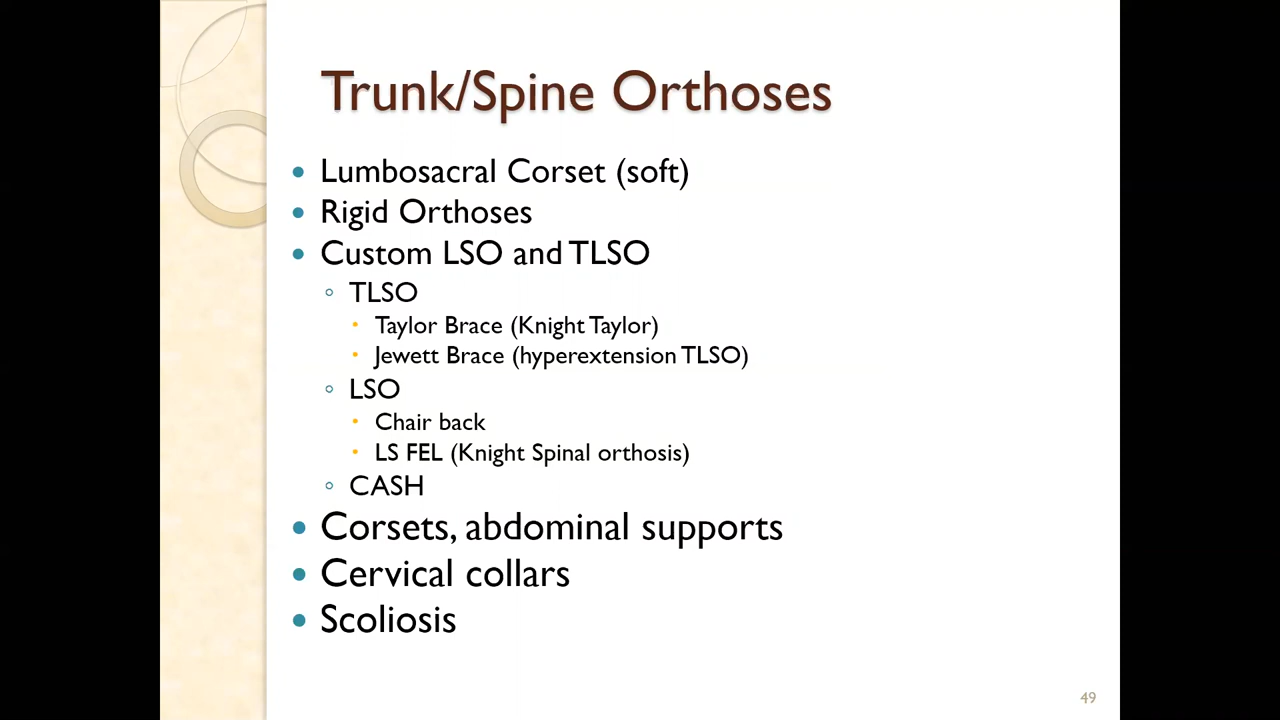 Trunk/Spine Orthoses
• Lumbosacral Corset (soft)
• Rigid Orthoses
• Custom LSO and TLSO
◦ TLSO
▪ Taylor Brace (Knight Taylor)
▪ Jewett Brace (hyperextension TLSO)
◦ LSO
▪ Chair back
▪ LS FEL (Knight Spinal orthosis)
◦ CASH
• Corsets, abdominal supports
• Cervical collars
• Scoliosis
49